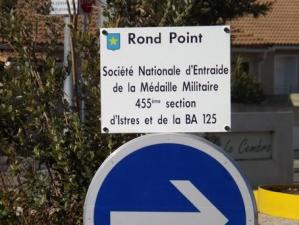 Rond Point
Société Nationale d'Entraide
de la Médaille Militaire
455ème section
d'Istres et de la BA 125